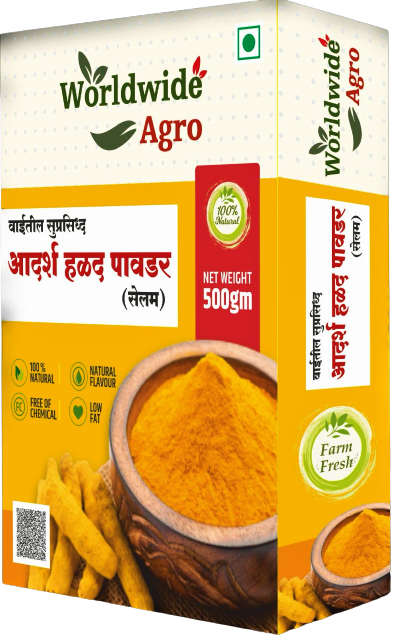 Worldwide
Agro
वाईतील सुप्रसिध्द
आदर्श हळद पावडर
(सेलम)
100%
Natural
NET WEIGHT
500gm
100%
NATURAL
NATURAL
FLAVOUR
FC
FREE OF
CHEMICAL
LOW
FAT
Worldwide
Agro
वाईतील सुप्रसिध्द
आदर्श हळद पावडर
(सेलम)
Farm
Fresh